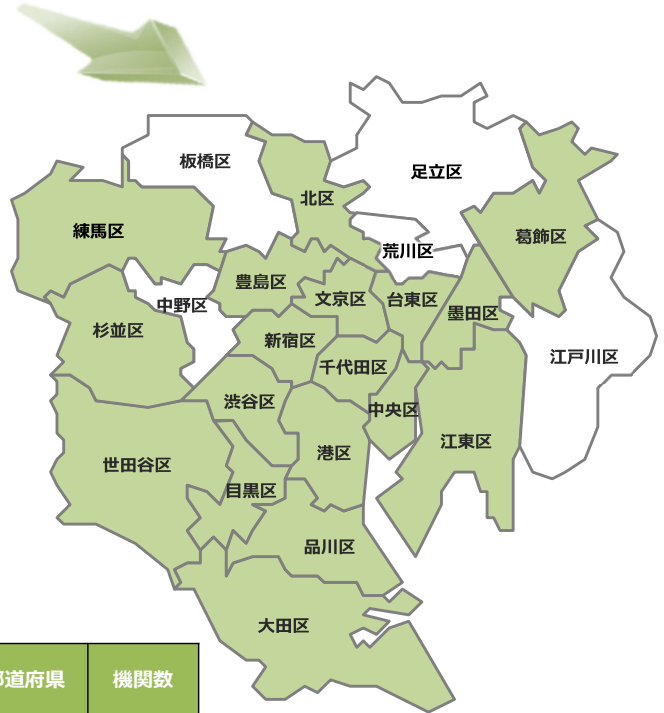 板橋区
足立区
北区
練馬区
葛飾区
荒川区
豊島区
中野区
文京区
台東区
墨田区
杉並区
新宿区
江戸川区
千代田区
渋谷区
中央区
江東区
港区
世田谷区
目黒区
品川区
大田区
道府県
機関数